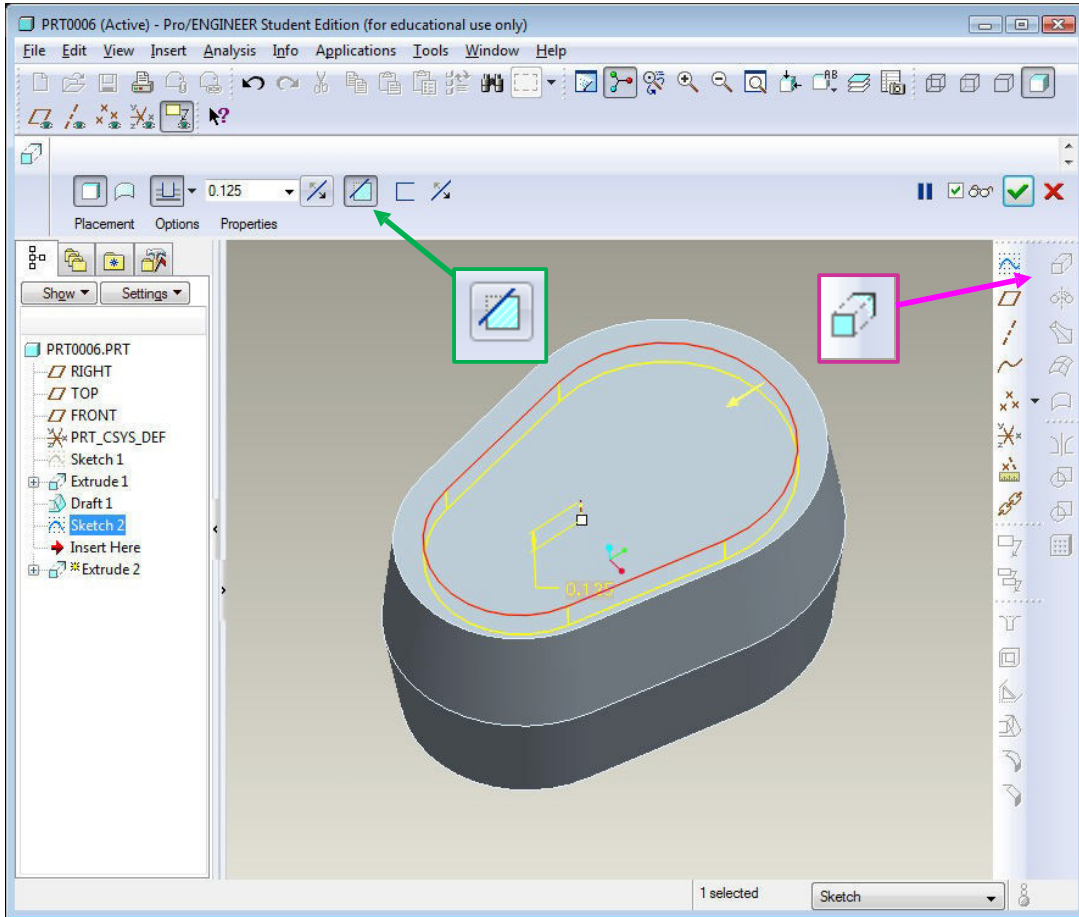 PRT0006 (Active) - Pro/ENGINEER Student Edition (for educational use only)
File Edit View Insert Analysis Info Applications Tools Window Help
0.125
Placement Options Properties
Show Settings
PRT0006.PRT
RIGHT
TOP
FRONT
PRT_CSYS_DEF
Sketch 1
Extrude 1
Draft 1
Sketch 2
Insert Here
Extrude 2
0.125
1 selected Sketch